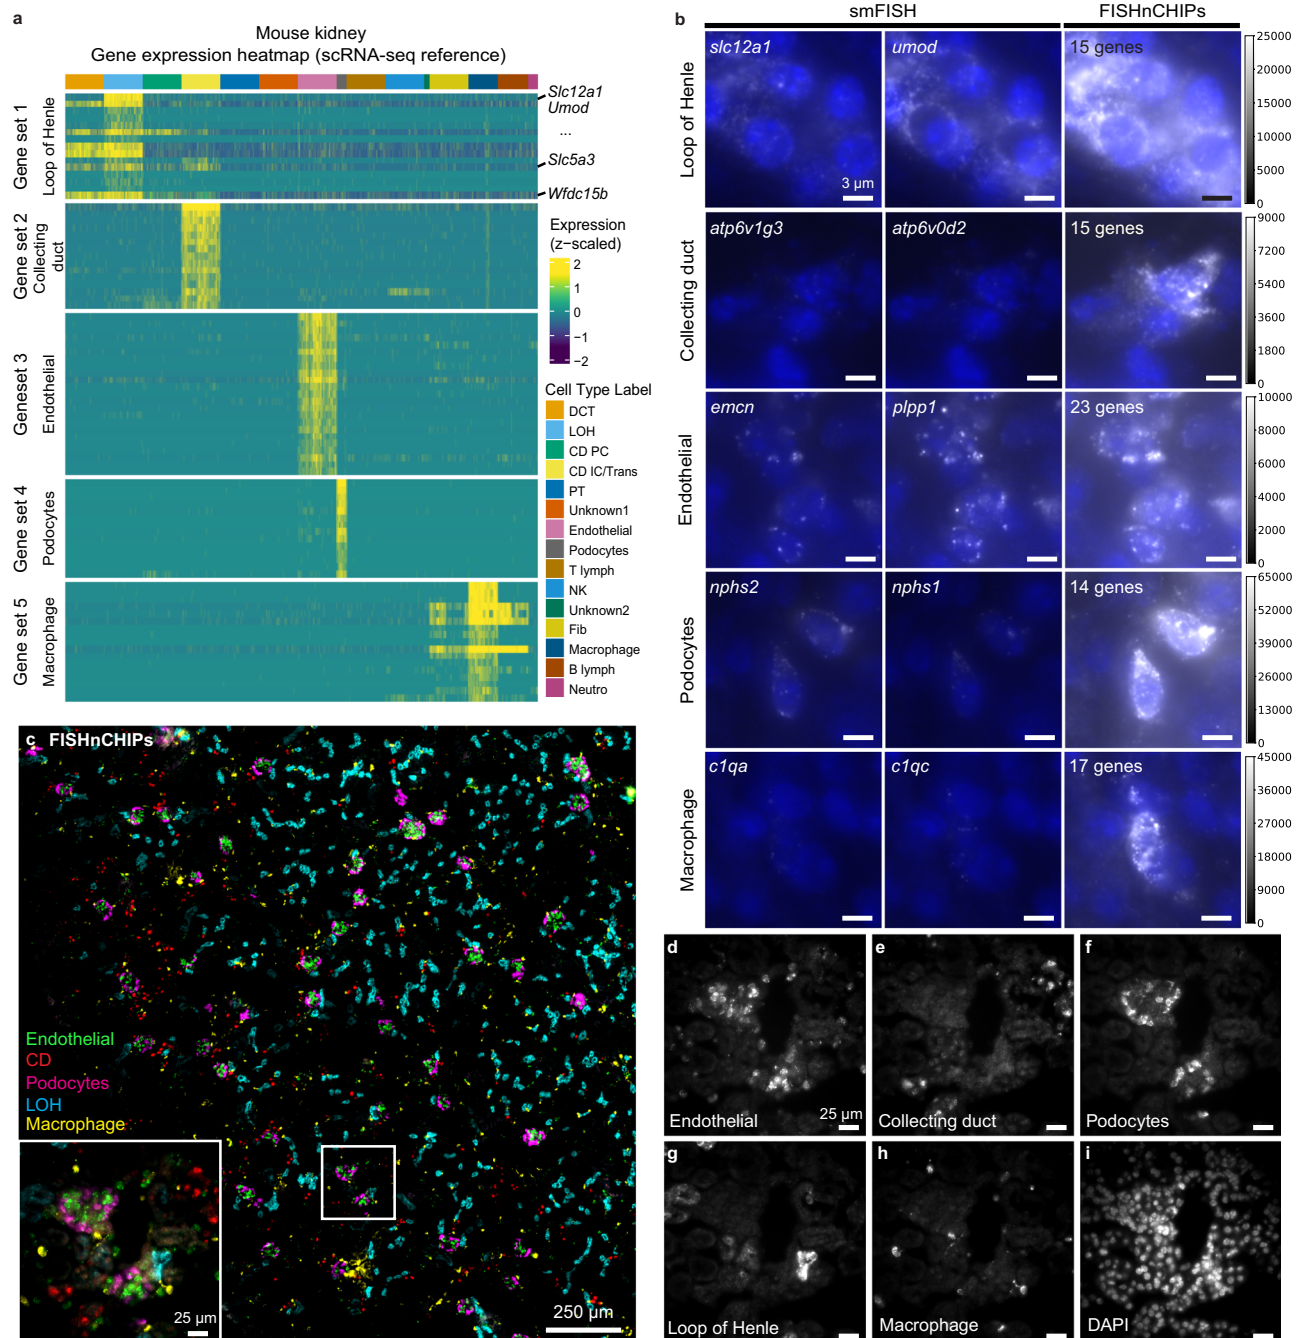 a
Mouse kidney
Gene expression heatmap (scRNA-seq reference)
Gene set 1
Loop of Henle
Slc12a1
Umod
...
Slc5a3
Wfdc15b
Gene set 2
Collecting
duct
Geneset 3
Endothelial
Gene set 4
Podocytes
Gene set 5
Macrophage
Expression
(z−scaled)
2
1
0
−1
−2
Cell Type Label
DCT
LOH
CD PC
CD IC/Trans
PT
Unknown1
Endothelial
Podocytes
T lymph
NK
Unknown2
Fib
Macrophage
B lymph
Neutro
b
smFISH
FISHnCHIPs
Loop of Henle
slc12a1
umod
15 genes
3 µm
25000
20000
15000
10000
5000
0
Collecting duct
atp6v1g3
atp6v0d2
15 genes
9000
7200
5400
3600
1800
0
Endothelial
emcn
plpp1
23 genes
10000
8000
6000
4000
2000
0
Podocytes
nphs2
nphs1
14 genes
65000
52000
39000
26000
13000
0
Macrophage
c1qa
c1qc
17 genes
45000
36000
27000
18000
9000
0
c FISHnCHIPs
Endothelial
CD
Podocytes
LOH
Macrophage
25 µm
250 µm
d
Endothelial
25 µm
e
Collecting duct
f
Podocytes
g
Loop of Henle
h
Macrophage
i
DAPI